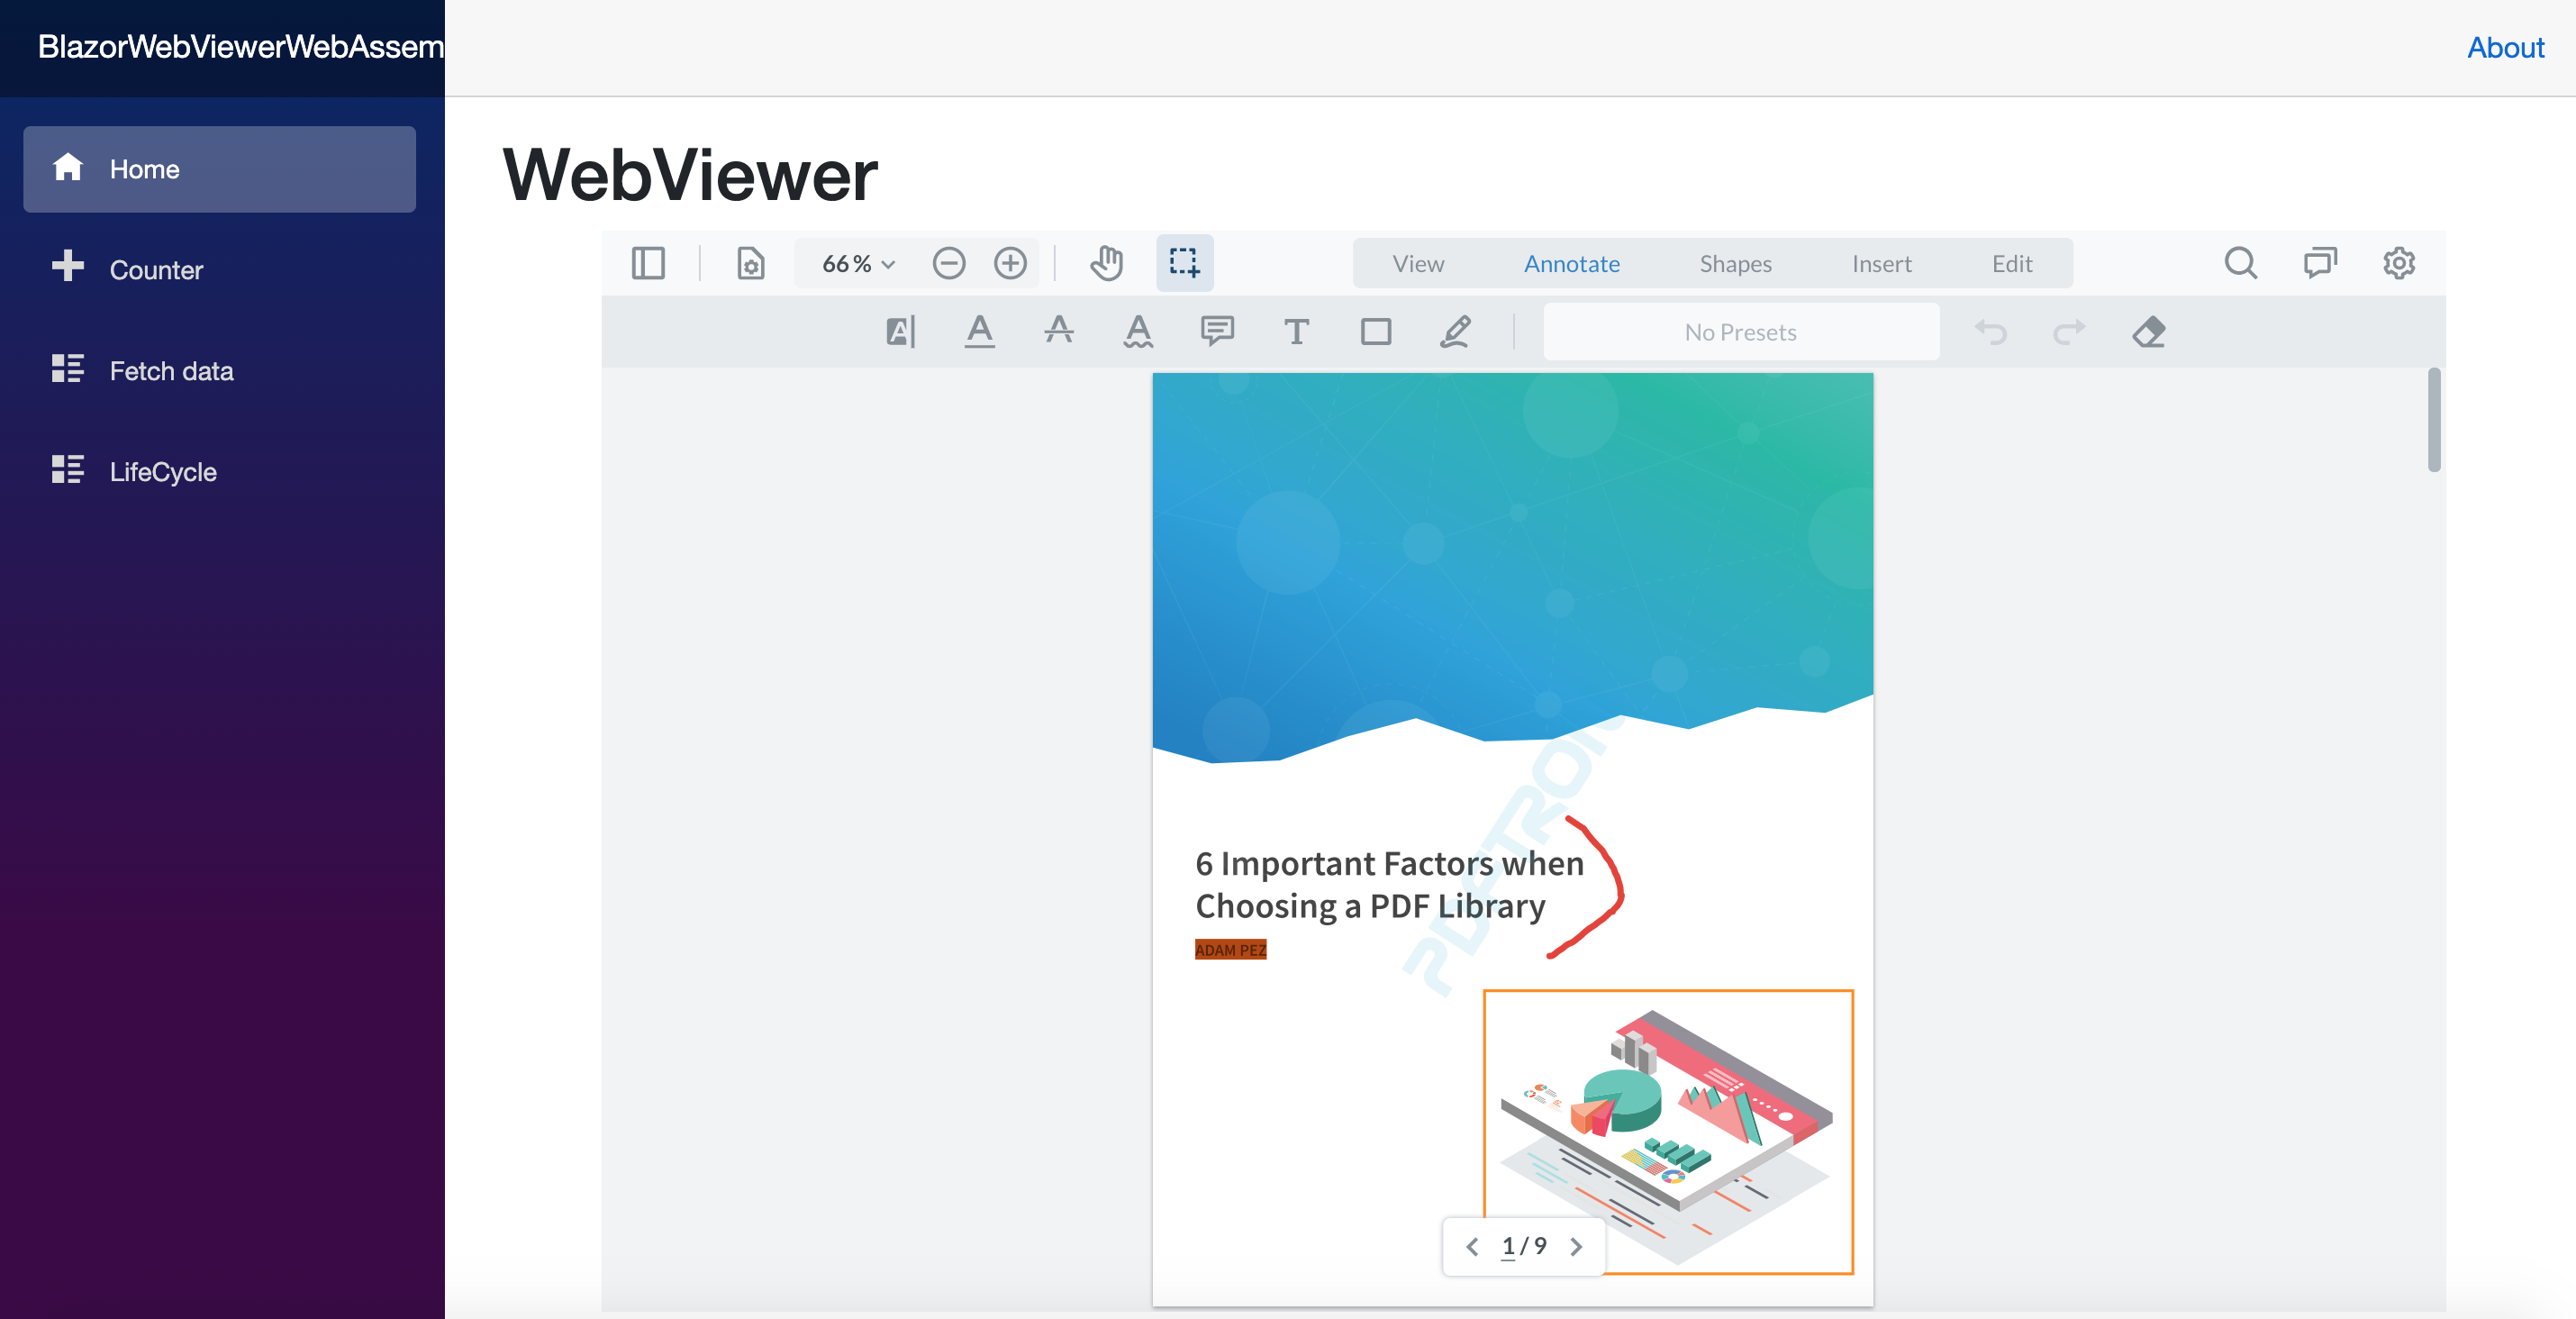 BlazorWebViewerWebAssem
About
Home
Counter
Fetch data
LifeCycle
WebViewer
66%
View
Annotate
Shapes
Insert
Edit
No Presets
PDFTRON
6 Important Factors when
Choosing a PDF Library
ADAM PEZ
1 / 9